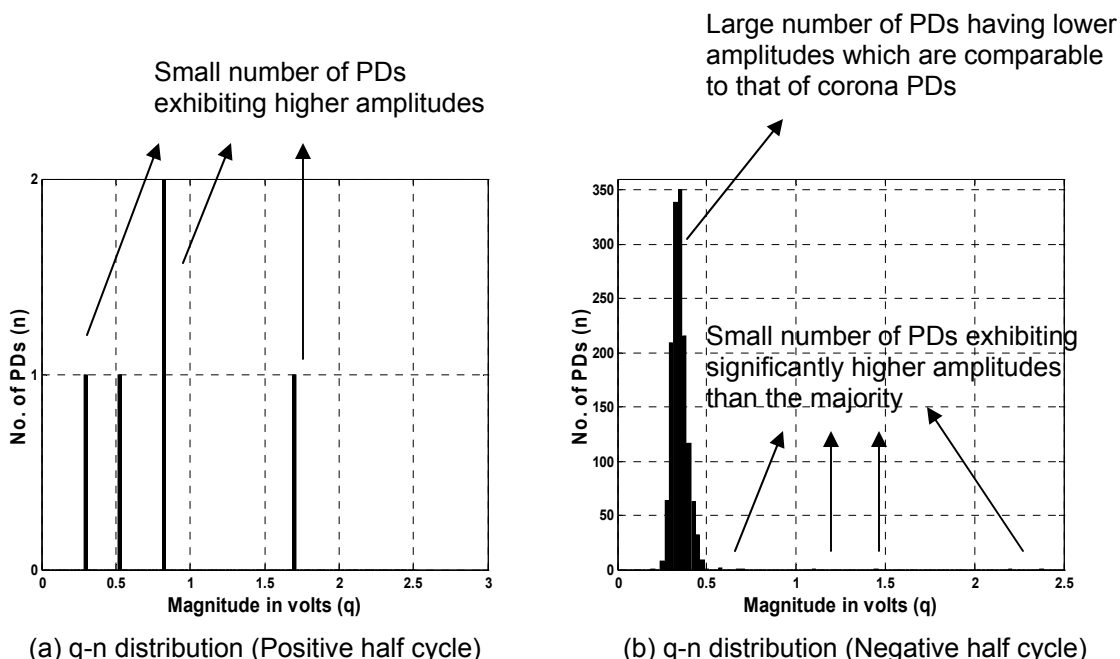 Small number of PDs
exhibiting higher amplitudes
Large number of PDs having lower
amplitudes which are comparable
to that of corona PDs
2
1
0
No. of PDs (n)
0 0.5 1 1.5 2 2.5 3
Magnitude in volts (q)
(a) q-n distribution (Positive half cycle)
350
300
250
200
150
100
50
0
No. of PDs (n)
Small number of PDs exhibiting
significantly higher amplitudes
than the majority
0 0.5 1 1.5 2 2.5
Magnitude in volts (q)
(b) q-n distribution (Negative half cycle)